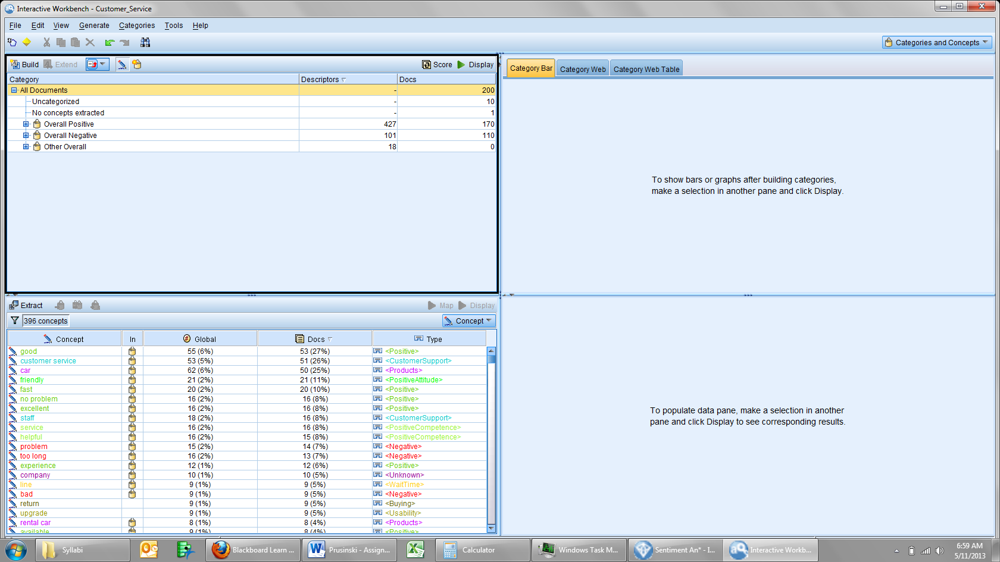 Interactive Workbench - Customer_Service
File Edit View Generate Categories Tools Help
Categories and Concepts
Build Extend Score Display
Category Descriptors Docs
All Documents - 200
Uncategorized - 10
No concepts extracted - 1
Overall Positive 427 170
Overall Negative 101 110
Other Overall 18 0
Category Bar Category Web Category Web Table
To show bars or graphs after building categories,
make a selection in another pane and click Display.
Extract Map Display
396 concepts Concept
Concept In Global Docs Type
good 55 (6%) 53 (27%) <Positive>
customer service 53 (5%) 51 (26%) <CustomerSupport>
car 62 (6%) 50 (25%) <Products>
friendly 21 (2%) 21 (11%) <PositiveAttitude>
fast 20 (2%) 20 (10%) <Positive>
no problem 16 (2%) 16 (8%) <Positive>
excellent 16 (2%) 16 (8%) <Positive>
staff 18 (2%) 16 (8%) <CustomerSupport>
service 16 (2%) 16 (8%) <PositiveCompetence>
helpful 16 (2%) 15 (8%) <PositiveCompetence>
problem 15 (2%) 14 (7%) <Negative>
too long 16 (2%) 13 (7%) <Negative>
experience 12 (1%) 12 (6%) <Positive>
company 10 (1%) 10 (5%) <Unknown>
line 9 (1%) 9 (5%) <WaitTime>
bad 9 (1%) 9 (5%) <Negative>
return 9 (1%) 9 (5%) <Buying>
upgrade 9 (1%) 9 (5%) <Usability>
rental car 8 (1%) 8 (4%) <Products>
available 9 (1%) 8 (4%) <Positive>
To populate data pane, make a selection in another
pane and click Display to see corresponding results.
Syllabi
Blackboard Learn ...
Prusinski - Assign...
Calculator
Windows Task M...
Sentiment An* - I...
Interactive Workb...
6:59 AM
5/11/2013